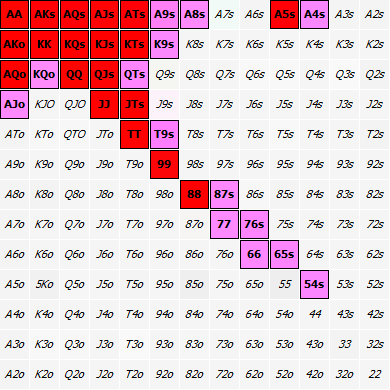 AA AKs AQs AJs ATs A9s A8s A7s A6s A5s A4s A3s A2s
AKo KK KQs KJs KTs K9s K8s K7s K6s K5s K4s K3s K2s
AQo KQo QQ QJs QTs Q9s Q8s Q7s Q6s Q5s Q4s Q3s Q2s
AJo KJO QJO JJ JTs J9s J8s J7s J6s J5s J4s J3s J2s
ATo KTo QTO JTo TT T9s T8s T7s T6s T5s T4s T3s T2s
A9o K9o Q9o J9o T9o 99 98s 97s 96s 95s 94s 93s 92s
A8o K8o Q8o J8o T8o 98o 88 87s 86s 85s 84s 83s 82s
A7o K7o Q7o J7o T7o 97o 87o 77 76s 75s 74s 73s 72s
A6o K6o Q6o J6o T6o 96o 86o 76o 66 65s 64s 63s 62s
A5o 5Ko Q5o J5o T5o 95o 85o 75o 65o 55 54s 53s 52s
A4o K4o Q4o J4o T4o 94o 84o 74o 64o 54o 44 43s 42s
A3o K3o Q3o J3o T3o 93o 83o 73o 63o 53o 43o 33 32s
A2o K2o Q2o J2o T2o 92o 82o 72o 62o 52o 42o 32o 22